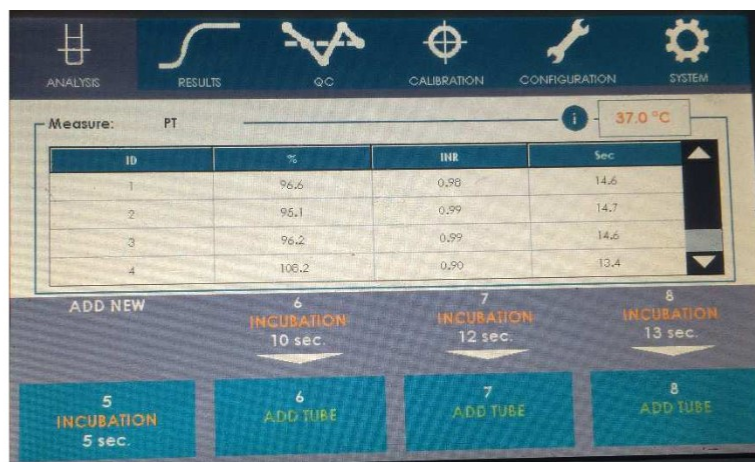 ANALYSIS RESULTS QC CALIBRATION CONFIGURATION SYSTEM
Measure: PT i 37.0 °C
ID % INR Sec
1 96.6 0.98 14.6
2 95.1 0.99 14.7
3 96.2 0.99 14.6
4 108.2 0.90 13.4
ADD NEW 6 7 8
INCUBATION INCUBATION INCUBATION
10 sec. 12 sec. 13 sec.
5 6 7 8
INCUBATION ADD TUBE ADD TUBE ADD TUBE
5 sec.